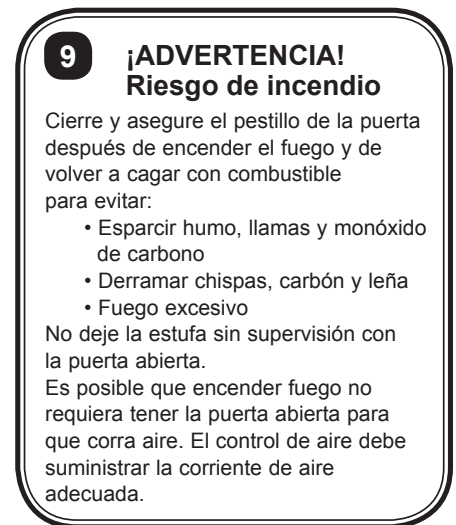 9 ¡ADVERTENCIA!
Riesgo de incendio
Cierre y asegure el pestillo de la puerta
después de encender el fuego y de
volver a cagar con combustible
para evitar:
• Esparcir humo, llamas y monóxido
de carbono
• Derramar chispas, carbón y leña
• Fuego excesivo
No deje la estufa sin supervisión con
la puerta abierta.
Es posible que encender fuego no
requiera tener la puerta abierta para
que corra aire. El control de aire debe
suministrar la corriente de aire
adecuada.